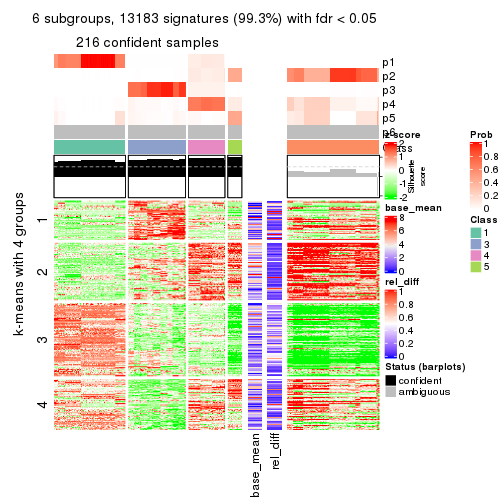 6 subgroups, 13183 signatures (99.3%) with fdr < 0.05
216 confident samples
p1
p2
p3
p4
p5
p6
Class
z-score
2
1
0
-1
-2
Silhouette
score
Prob
1
0.8
0.6
0.4
0.2
0
base_mean
8
6
4
2
0
Class
1
3
4
5
rel_diff
1
0.8
0.6
0.4
0.2
0
Status (barplots)
confident
ambiguous
k-means with 4 groups
1
2
3
4
base_mean
rel_diff